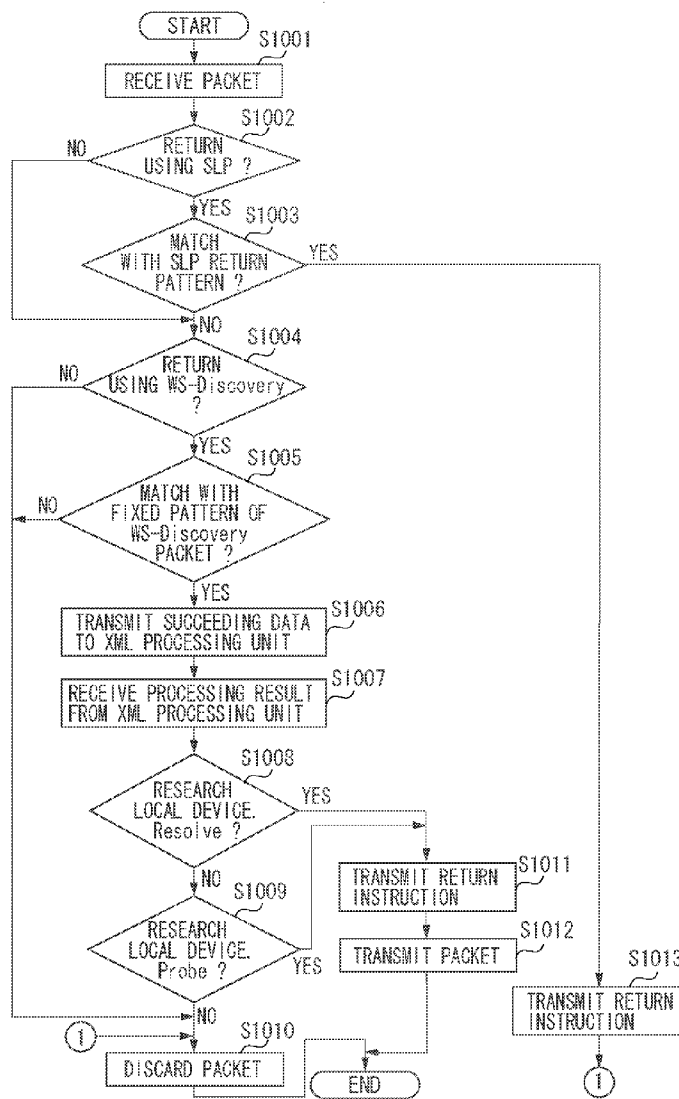 START
S1001
RECEIVE PACKET
S1002
RETURN
USING SLP ?
NO
YES
S1003
MATCH
WITH SLP RETURN
PATTERN ?
YES
NO
S1004
RETURN
USING WS-Discovery
?
NO
YES
S1005
MATCH WITH
FIXED PATTERN OF
WS-Discovery
PACKET ?
NO
YES
S1006
TRANSMIT SUCCEEDING DATA
TO XML PROCESSING UNIT
S1007
RECEIVE PROCESSING RESULT
FROM XML PROCESSING UNIT
S1008
RESEARCH
LOCAL DEVICE.
Resolve ?
YES
NO
S1009
RESEARCH
LOCAL DEVICE.
Probe ?
YES
NO
S1011
TRANSMIT RETURN
INSTRUCTION
S1012
TRANSMIT PACKET
S1013
TRANSMIT RETURN
INSTRUCTION
1
1
S1010
DISCARD PACKET
END